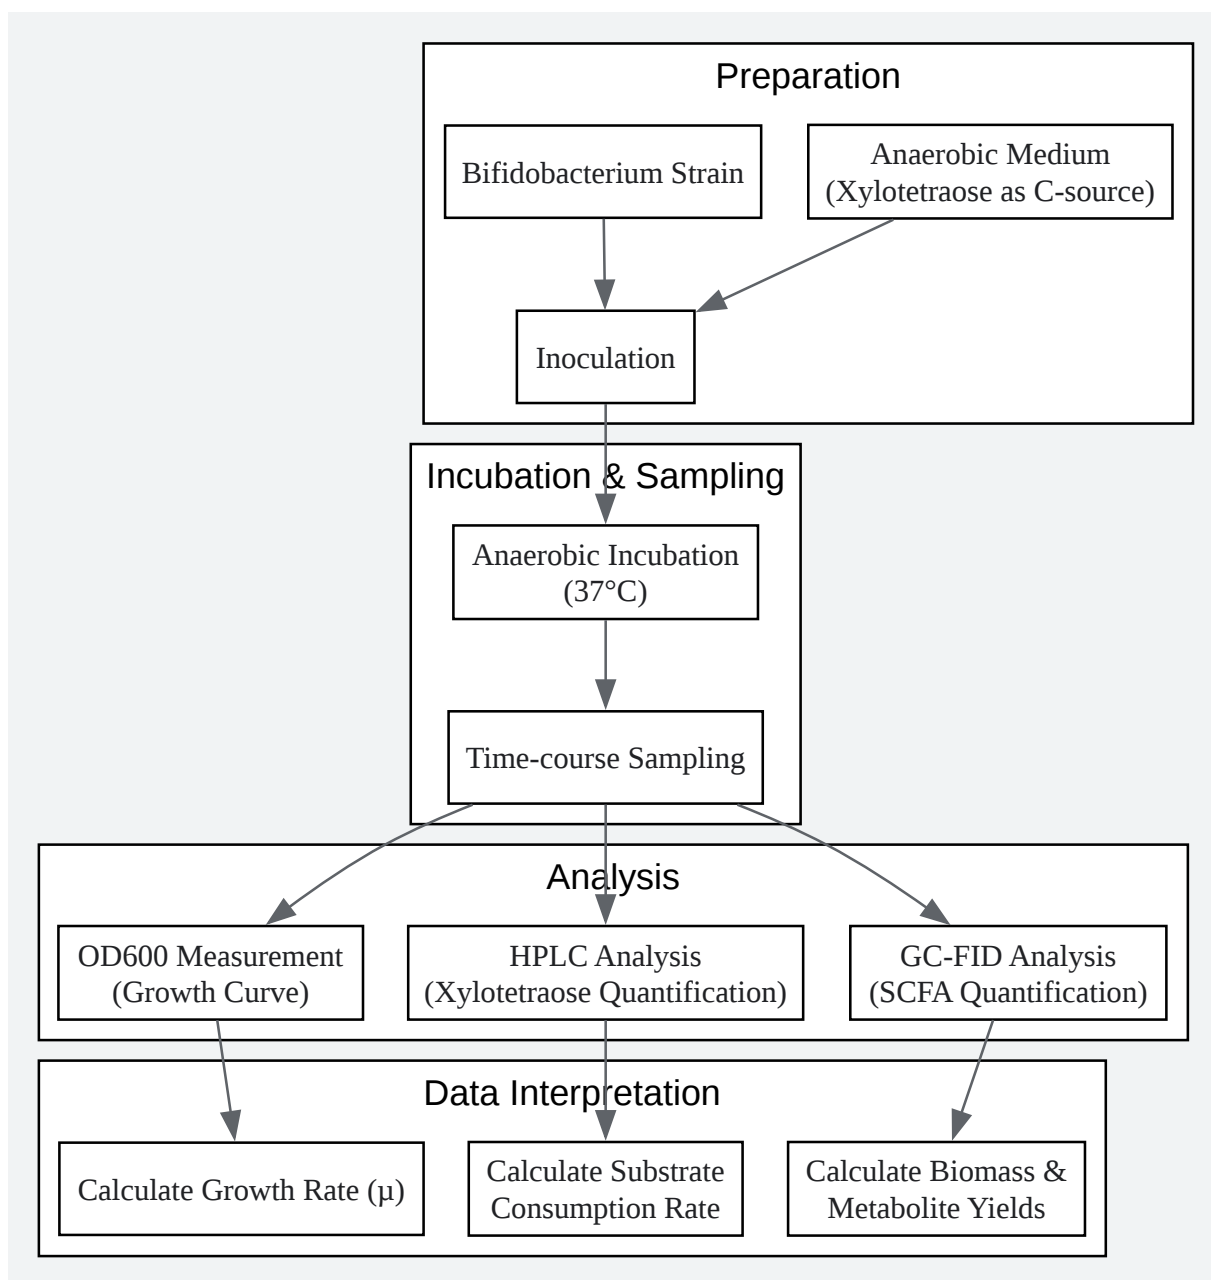 Preparation
Bifidobacterium Strain
Anaerobic Medium
(Xylotetraose as C-source)
Inoculation
Incubation & Sampling
Anaerobic Incubation
(37°C)
Time-course Sampling
Analysis
OD600 Measurement
(Growth Curve)
HPLC Analysis
(Xylotetraose Quantification)
GC-FID Analysis
(SCFA Quantification)
Data Interpretation
Calculate Growth Rate (µ)
Calculate Substrate
Consumption Rate
Calculate Biomass &
Metabolite Yields